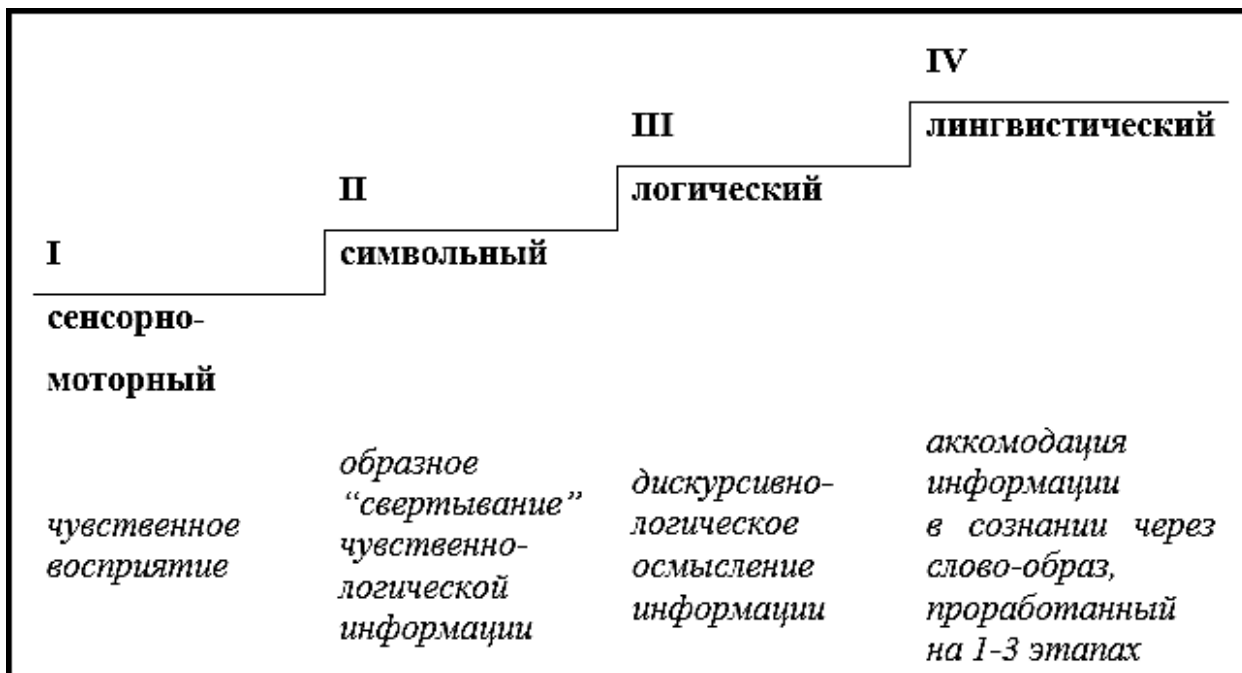 I
сенсорно-
моторный
чувственное
восприятие
II
символьный
образное
“свертывание”
чувственно-
логической
информации
III
логический
дискурсивно-
логическое
осмысление
информации
IV
лингвистический
аккомодация
информации
в сознании через
слово-образ,
проработанный
на 1-3 этапах